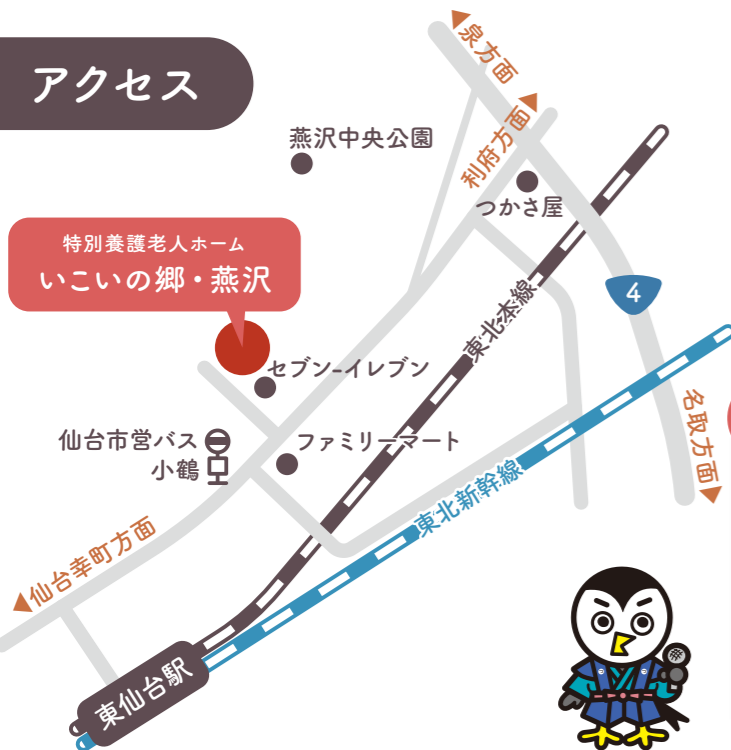 アクセス
◀泉方面
利府方面▶
燕沢中央公園
つかさ屋
特別養護老人ホーム
いこいの郷・燕沢
4
東北本線
セブン-イレブン
名取方面▶
仙台市営バス
小鶴
ファミリーマート
東北新幹線
◀仙台幸町方面
東仙台駅